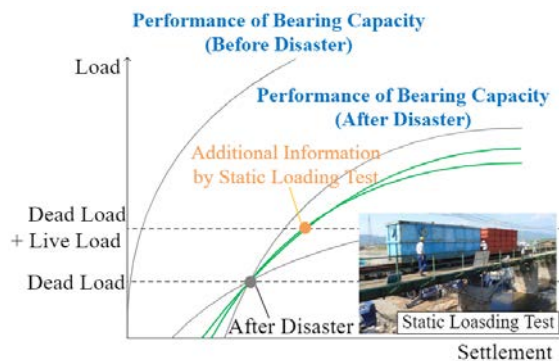 Performance of Bearing Capacity
(Before Disaster)
Load
Performance of Bearing Capacity
(After Disaster)
Additional Information
by Static Loading Test
Dead Load
+ Live Load
Dead Load
After Disaster
Static Loasding Test
Settlement